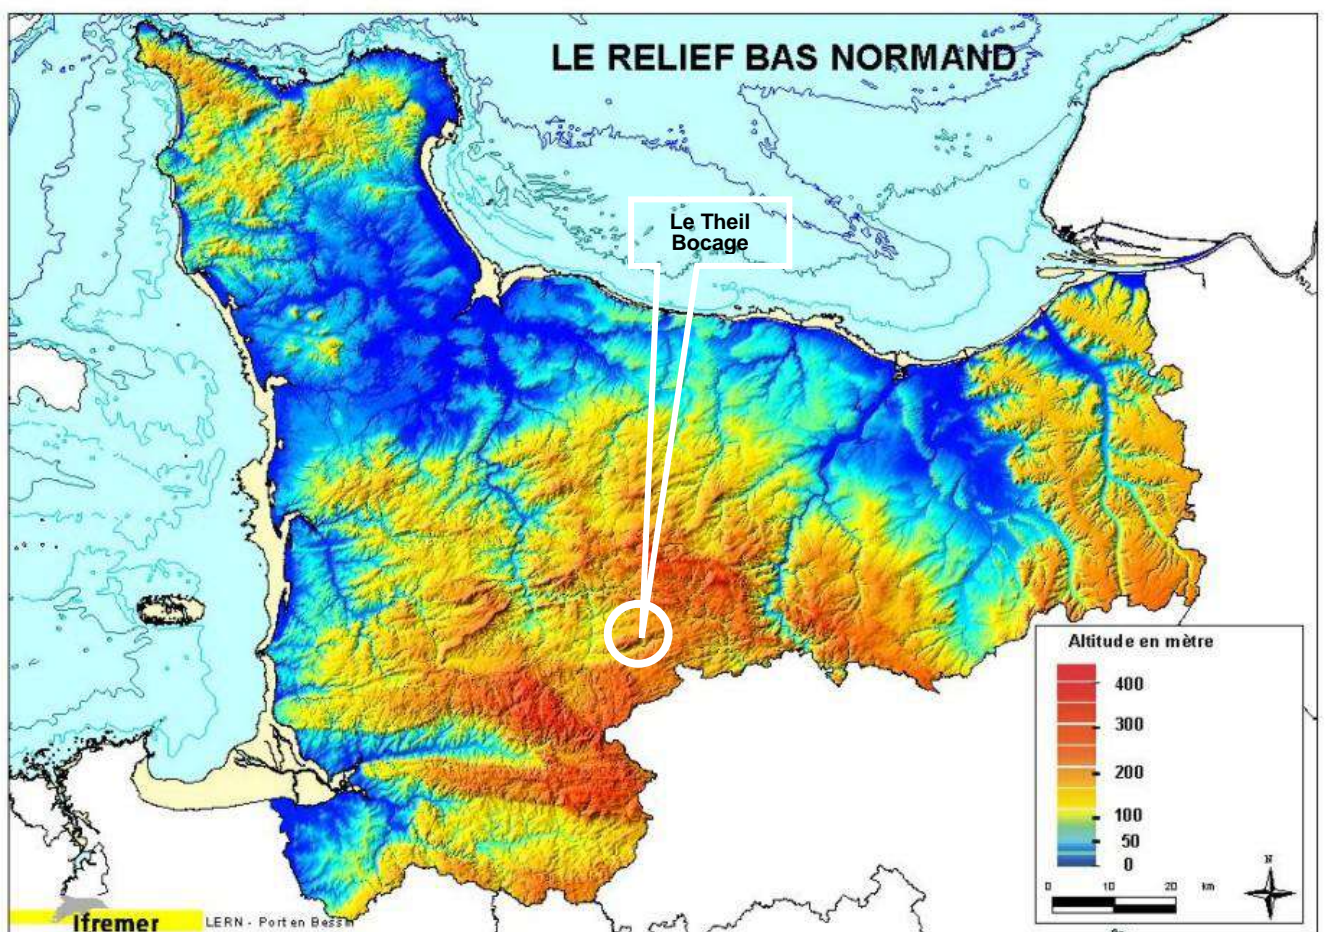 LE RELIEF BAS NORMAND
Le Theil
Bocage
Altitude en mètre
400
300
200
100
50
0
N
0 10 20 km
Ifremer
LERN - Port en Bessin